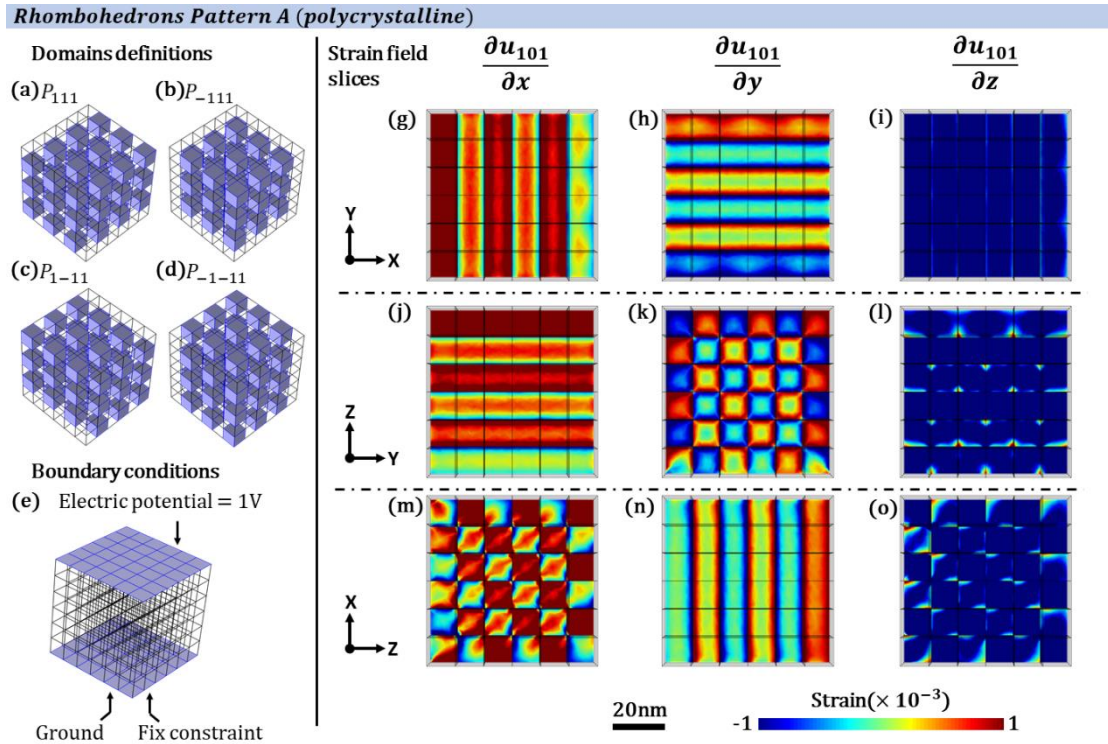 Rhombohedrons Pattern A (polycrystalline)
Domains definitions
(a) P₁₁₁
(b) P₋₁₁₁
(c) P₁₋₁₁
(d) P₋₁₋₁₁
Boundary conditions
(e) Electric potential = 1V
Ground
Fix constraint
Strain field
slices
∂u₁₀₁/∂x
∂u₁₀₁/∂y
∂u₁₀₁/∂z
(g)
(h)
(i)
Y
X
(j)
(k)
(l)
Z
Y
(m)
(n)
(o)
X
Z
20nm
Strain(× 10⁻³)
-1
1